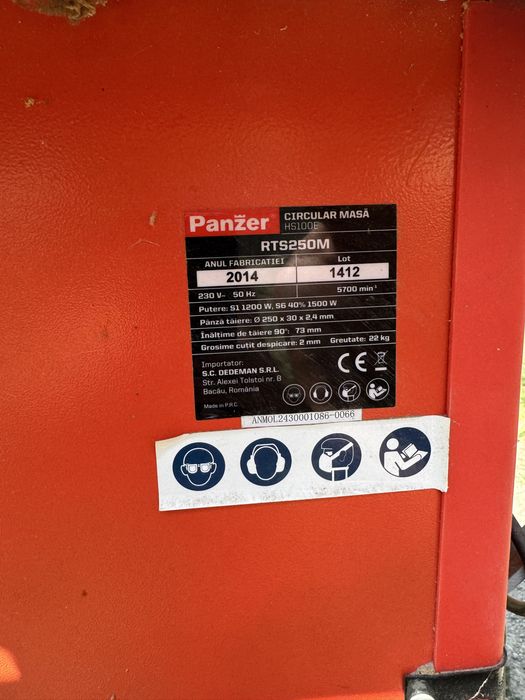 Panzer
CIRCULAR MASĂ
HS100E
RTS250M
ANUL FABRICATIEI Lot
2014 1412
230 V~ 50 Hz 5700 min⁻¹
Putere: S1 1200 W, S6 40% 1500 W
Pânză tăiere: Ø 250 x 30 x 2,4 mm
Înălțime de tăiere 90°: 73 mm
Grosime cuțit despicare: 2 mm Greutate: 22 kg
Importator:
S.C. DEDEMAN S.R.L.
Str. Alexei Tolstoi nr. 8
Bacău, România
CE
Made in P.R.C.
ANMOL2430001086-0066